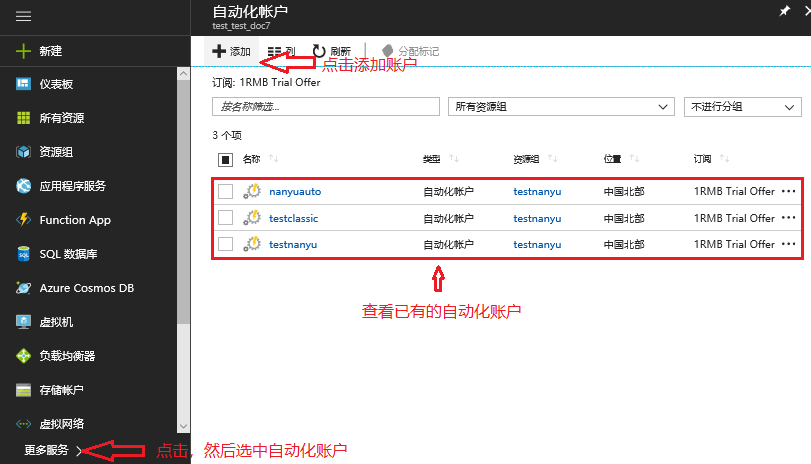 自动化帐户
test_test_doc7
新建
仪表板
所有资源
资源组
应用程序服务
Function App
SQL 数据库
Azure Cosmos DB
虚拟机
负载均衡器
存储帐户
虚拟网络
更多服务
添加 列 刷新 分配标记
点击添加账户
订阅: 1RMB Trial Offer
按名称筛选... 所有资源组 不进行分组
3 个项
名称 类型 资源组 位置 订阅
nanyuauto 自动化帐户 testnanyu 中国北部 1RMB Trial Offer
testclassic 自动化帐户 testnanyu 中国北部 1RMB Trial Offer
testnanyu 自动化帐户 testnanyu 中国北部 1RMB Trial Offer
查看已有的自动化账户
点击，然后选中自动化账户